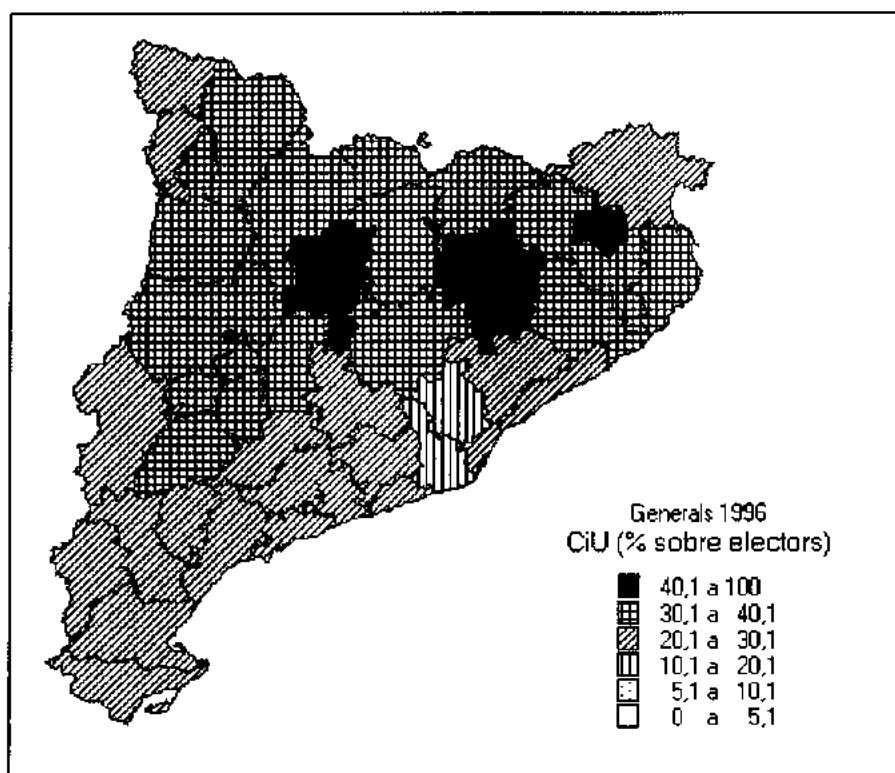 Generals 1996
CiU (% sobre electors)
40,1 a 100
30,1 a 40,1
20,1 a 30,1
10,1 a 20,1
5,1 a 10,1
0 a 5,1